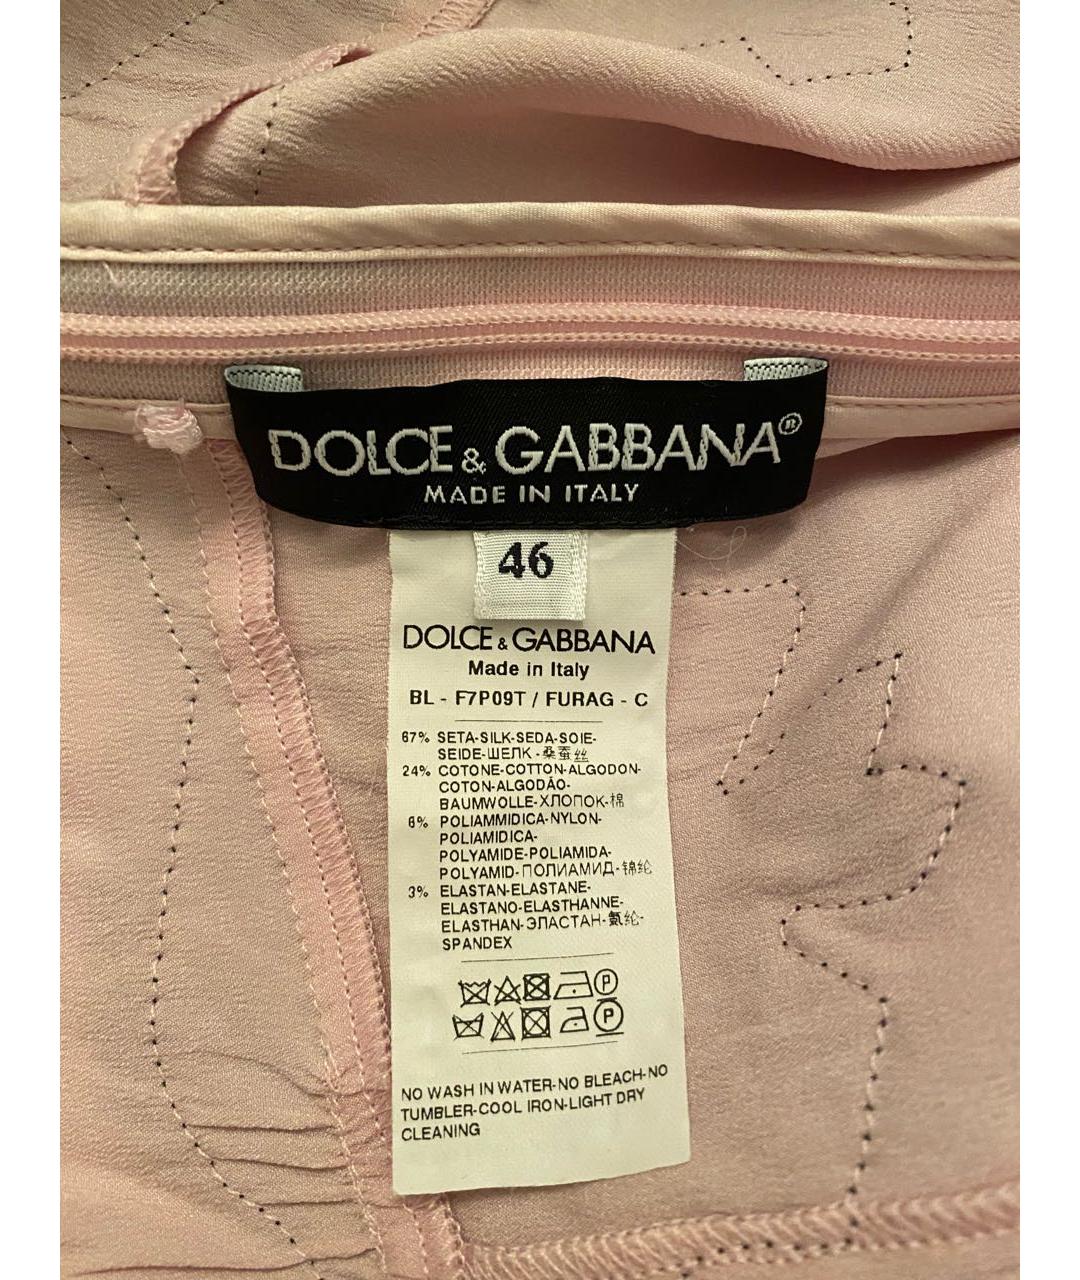 DOLCE & GABBANA®
MADE IN ITALY
46
DOLCE & GABBANA
Made in Italy
BL - F7P09T / FURAG - C
67% SETA-SILK-SEDA-SOIE-
SEIDE-ШЕЛК-桑蚕丝
24% COTONE-COTTON-ALGODON-
COTON-ALGODÃO-
BAUMWOLLE-ХЛОПОК-棉
6% POLIAMMIDICA-NYLON-
POLIAMIDICA-
POLYAMIDE-POLIAMIDA-
POLYAMID-ПОЛИАМИД-锦纶
3% ELASTAN-ELASTANE-
ELASTANO-ELASTHANNE-
ELASTHAN-ЭЛАСТАН-氨纶-
SPANDEX
P
P
NO WASH IN WATER-NO BLEACH-NO
TUMBLER-COOL IRON-LIGHT DRY
CLEANING